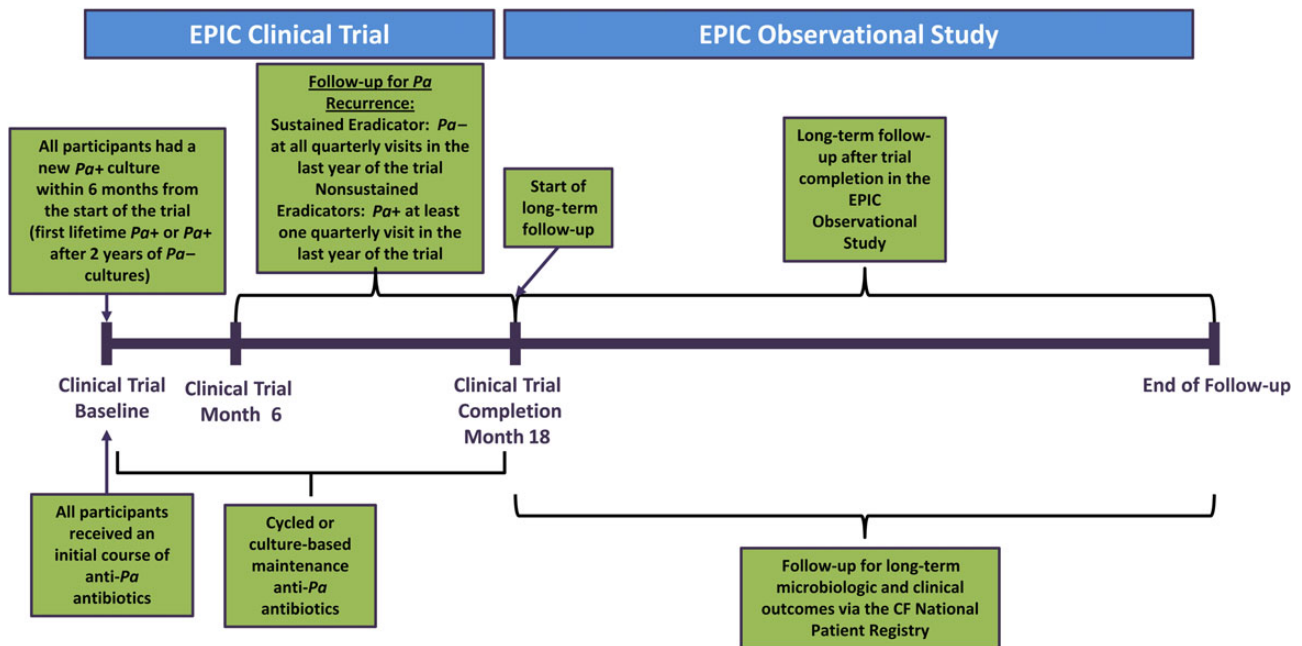 EPIC Clinical Trial
EPIC Observational Study
Follow-up for Pa
Recurrence:
Sustained Eradicator: Pa−
at all quarterly visits in the
last year of the trial
Nonsustained
Eradicators: Pa+ at least
one quarterly visit in the
last year of the trial
All participants had a
new Pa+ culture
within 6 months from
the start of the trial
(first lifetime Pa+ or Pa+
after 2 years of Pa−
cultures)
Start of
long-term
follow-up
Long-term follow-
up after trial
completion in the
EPIC
Observational
Study
Clinical Trial
Baseline
Clinical Trial
Month 6
Clinical Trial
Completion
Month 18
End of Follow-up
All participants
received an
initial course of
anti-Pa
antibiotics
Cycled or
culture-based
maintenance
anti-Pa
antibiotics
Follow-up for long-term
microbiologic and clinical
outcomes via the CF National
Patient Registry